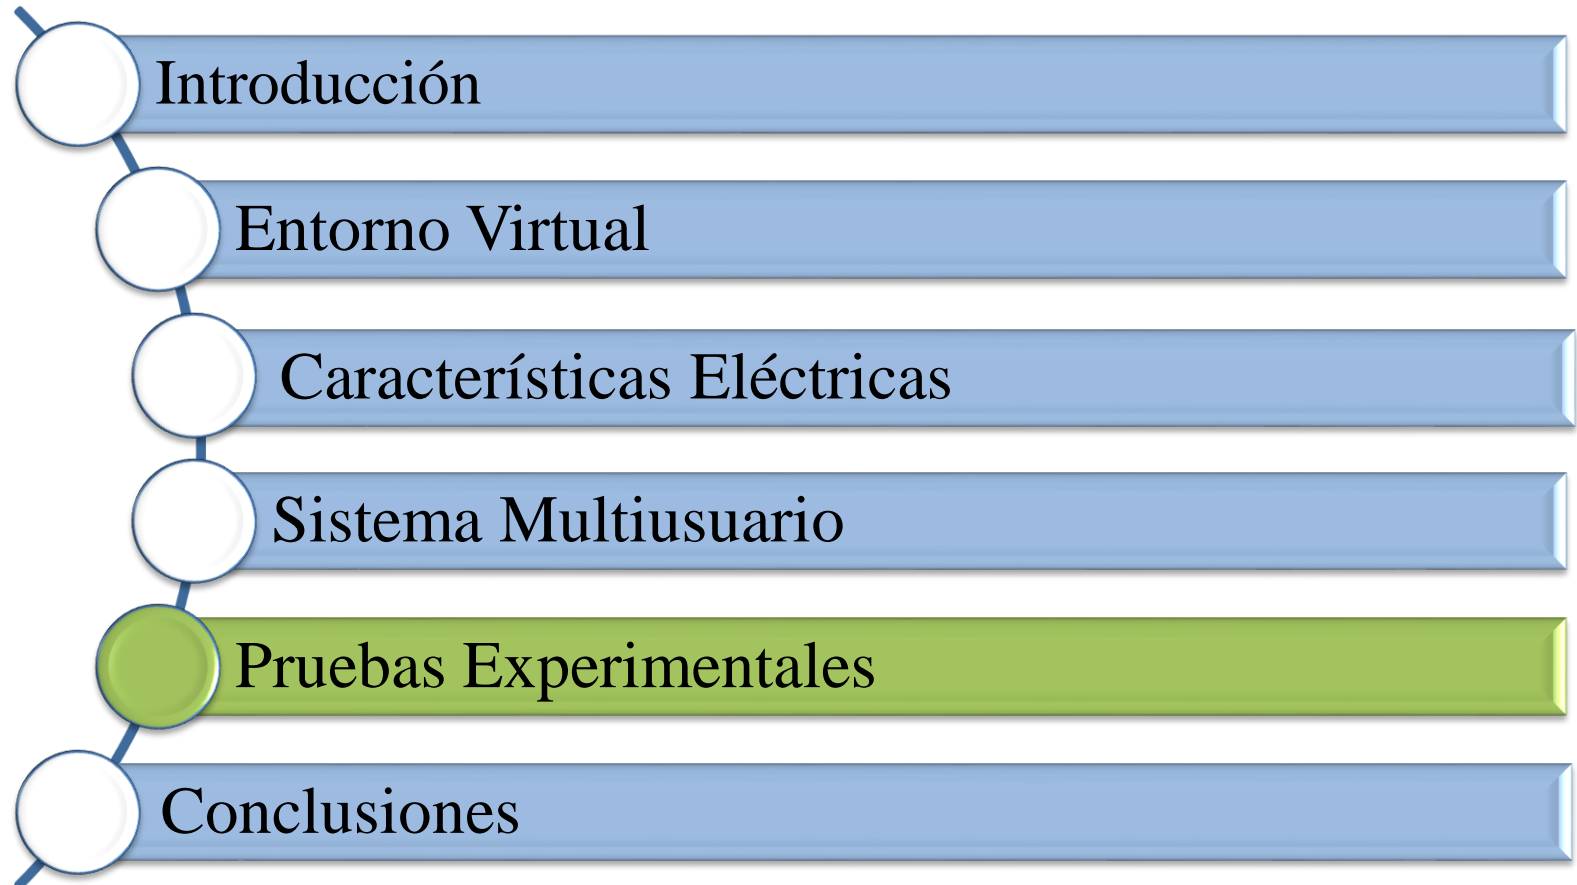 Introducción
Entorno Virtual
Características Eléctricas
Sistema Multiusuario
Pruebas Experimentales
Conclusiones